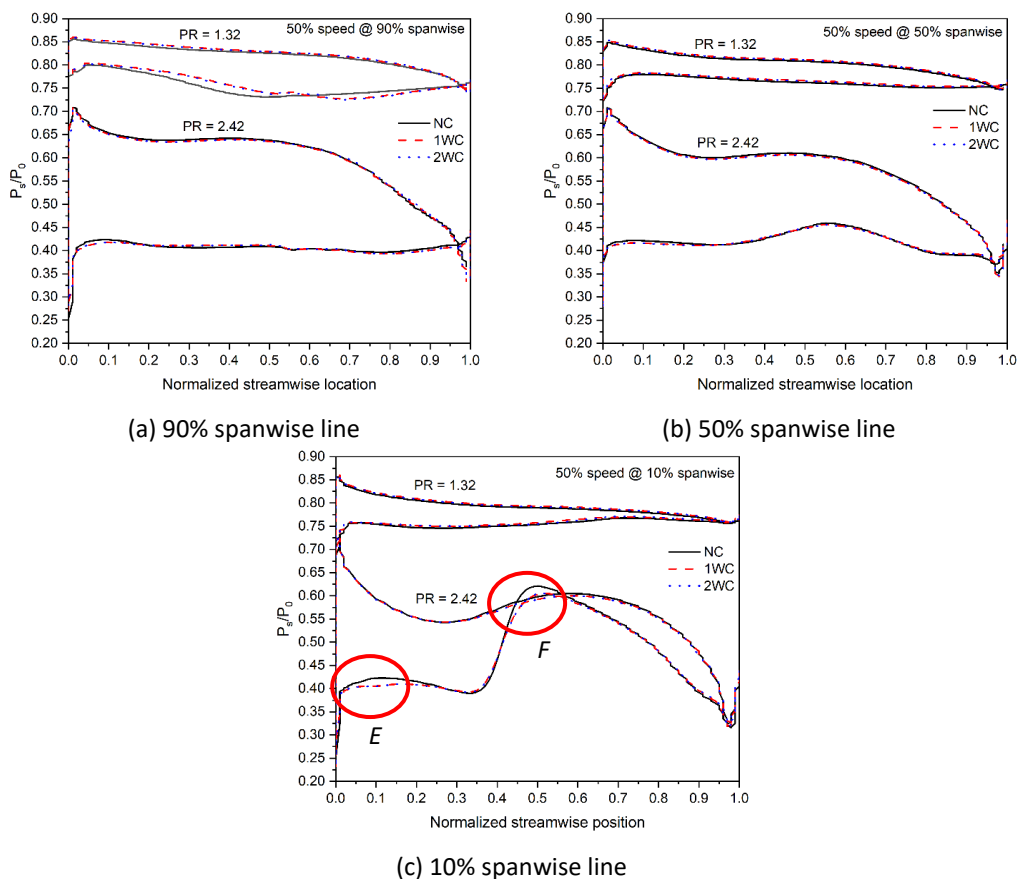 50% speed @ 90% spanwise
PR = 1.32
PR = 2.42
NC
1WC
2WC
0.90
0.85
0.80
0.75
0.70
0.65
0.60
0.55
0.50
0.45
0.40
0.35
0.30
0.25
0.20
Ps/P0
0.0 0.1 0.2 0.3 0.4 0.5 0.6 0.7 0.8 0.9 1.0
Normalized streamwise location
(a) 90% spanwise line
50% speed @ 50% spanwise
PR = 1.32
PR = 2.42
NC
1WC
2WC
0.90
0.85
0.80
0.75
0.70
0.65
0.60
0.55
0.50
0.45
0.40
0.35
0.30
0.25
0.20
Ps/P0
0.0 0.1 0.2 0.3 0.4 0.5 0.6 0.7 0.8 0.9 1.0
Normalized streamwise location
(b) 50% spanwise line
50% speed @ 10% spanwise
PR = 1.32
PR = 2.42
NC
1WC
2WC
F
E
0.90
0.85
0.80
0.75
0.70
0.65
0.60
0.55
0.50
0.45
0.40
0.35
0.30
0.25
0.20
Ps/P0
0.0 0.1 0.2 0.3 0.4 0.5 0.6 0.7 0.8 0.9 1.0
Normalized streamwise position
(c) 10% spanwise line